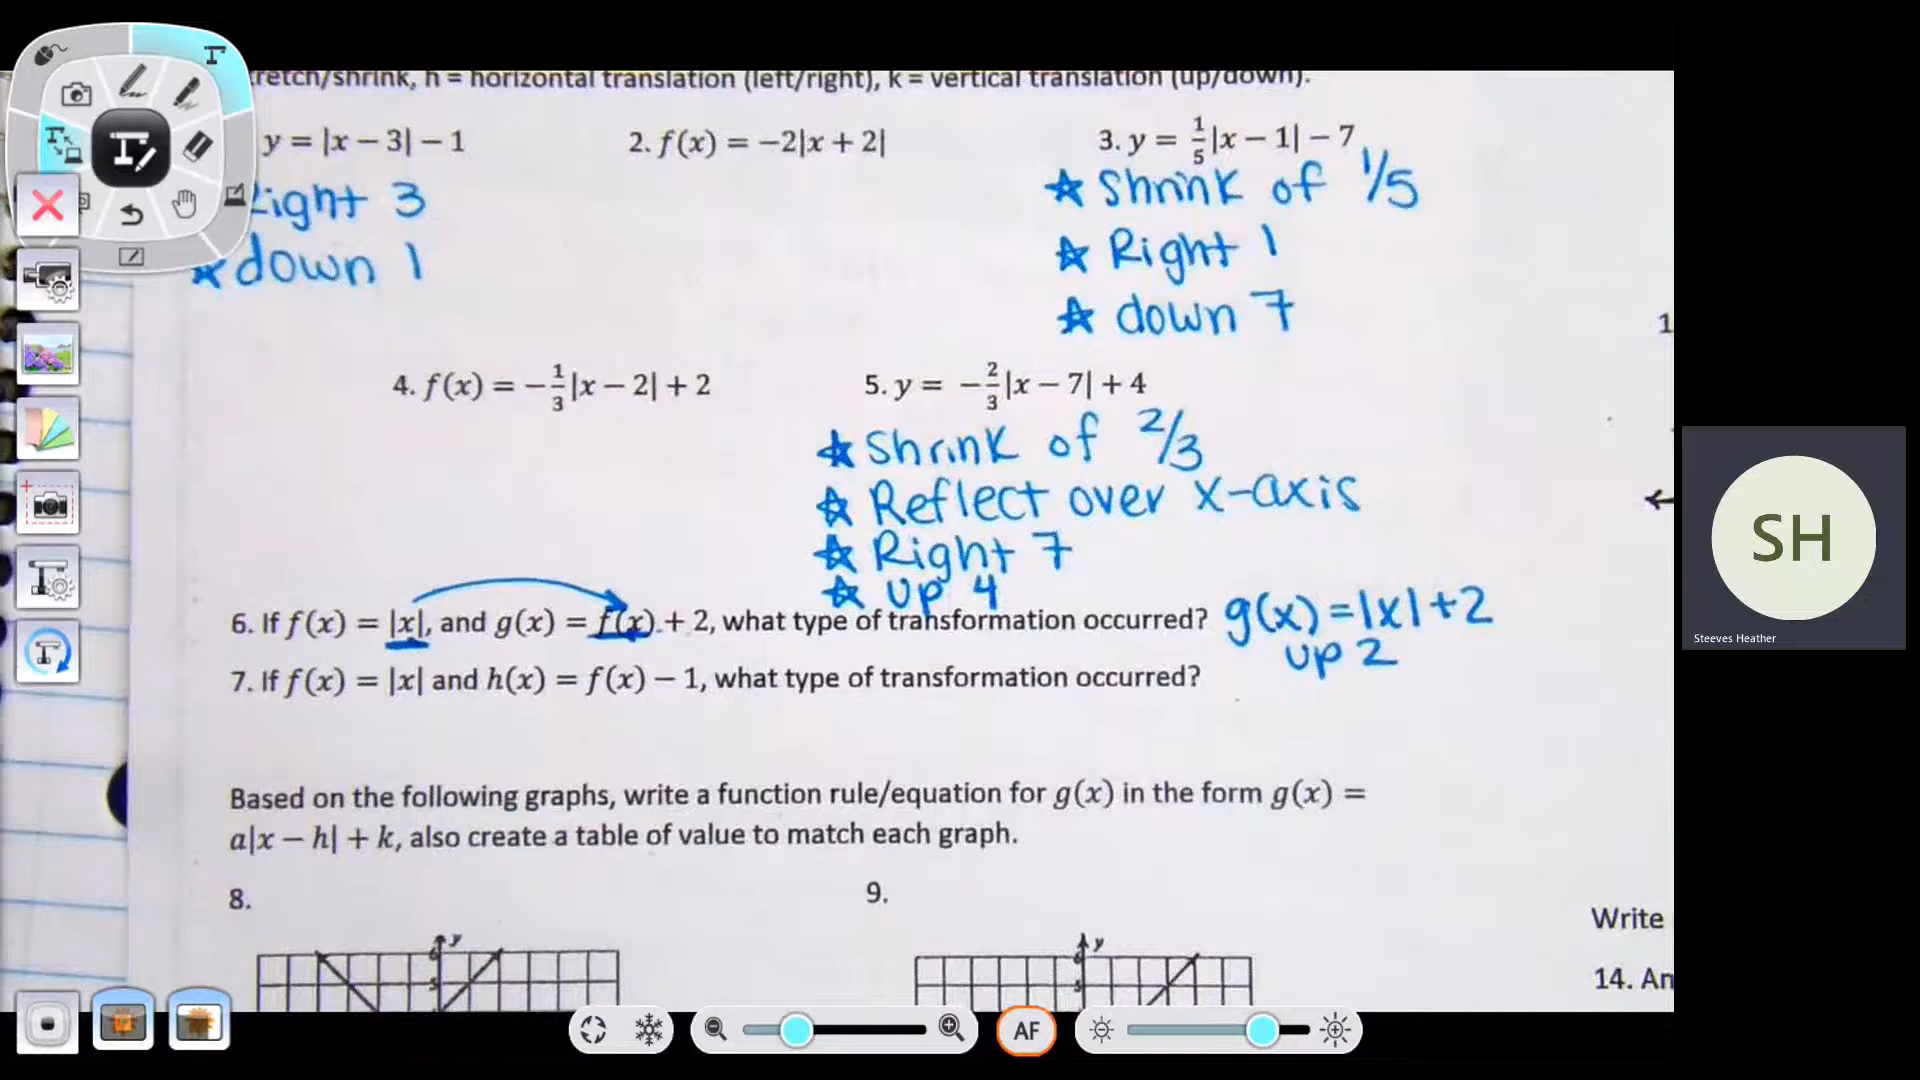 stretch/shrink, h = horizontal translation (left/right), k = vertical translation (up/down).
y = |x − 3| − 1
2. f(x) = −2|x + 2|
3. y = 1/5|x − 1| − 7
Right 3
★ down 1
★ Shrink of 1/5
★ Right 1
★ down 7
1
4. f(x) = −1/3|x − 2| + 2
5. y = −2/3|x − 7| + 4
★ Shrink of 2/3
★ Reflect over x-axis
★ Right 7
★ up 4
6. If f(x) = |x|, and g(x) = f(x) + 2, what type of transformation occurred?
g(x) = |x| + 2
up 2
7. If f(x) = |x| and h(x) = f(x) − 1, what type of transformation occurred?
Based on the following graphs, write a function rule/equation for g(x) in the form g(x) =
a|x − h| + k, also create a table of value to match each graph.
8.
9.
y
y
Write
14. An
AF
SH
Steeves Heather